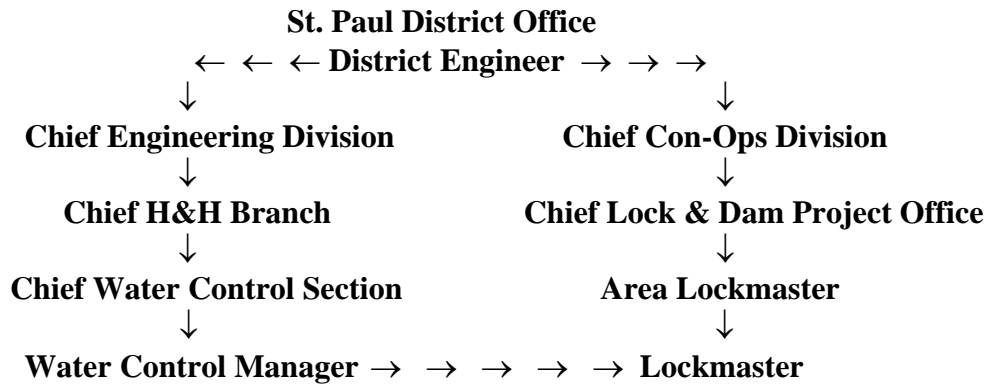 St. Paul District Office
← ← ← District Engineer → → →
↓ ↓
Chief Engineering Division Chief Con-Ops Division
↓ ↓
Chief H&H Branch Chief Lock & Dam Project Office
↓ ↓
Chief Water Control Section Area Lockmaster
↓ ↓
Water Control Manager → → → → → Lockmaster